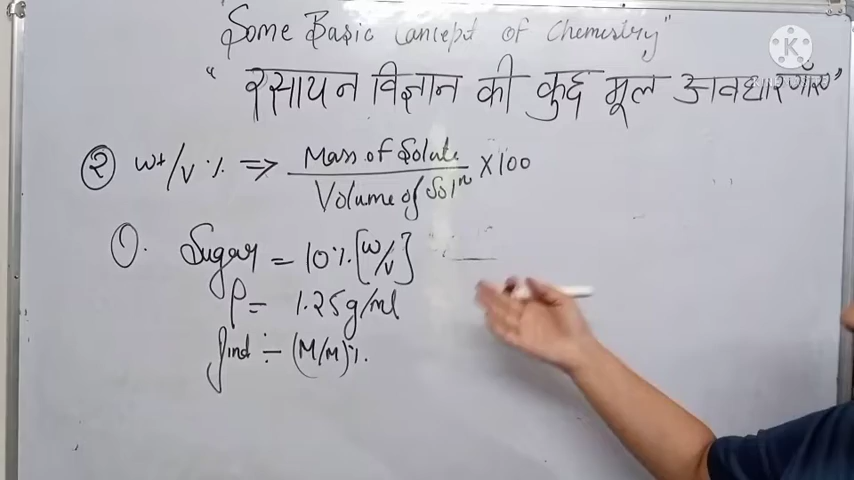 "Some Basic Concept of Chemistry"
"रसायन विज्ञान की कुछ मूल अवधारणाँए"
K
② wt/v % ⇒ Mass of Solute / Volume of Solⁿ × 100
Q. Sugar = 10% [w/v]
ρ = 1.25g/ml
find ÷ (M/M)%.